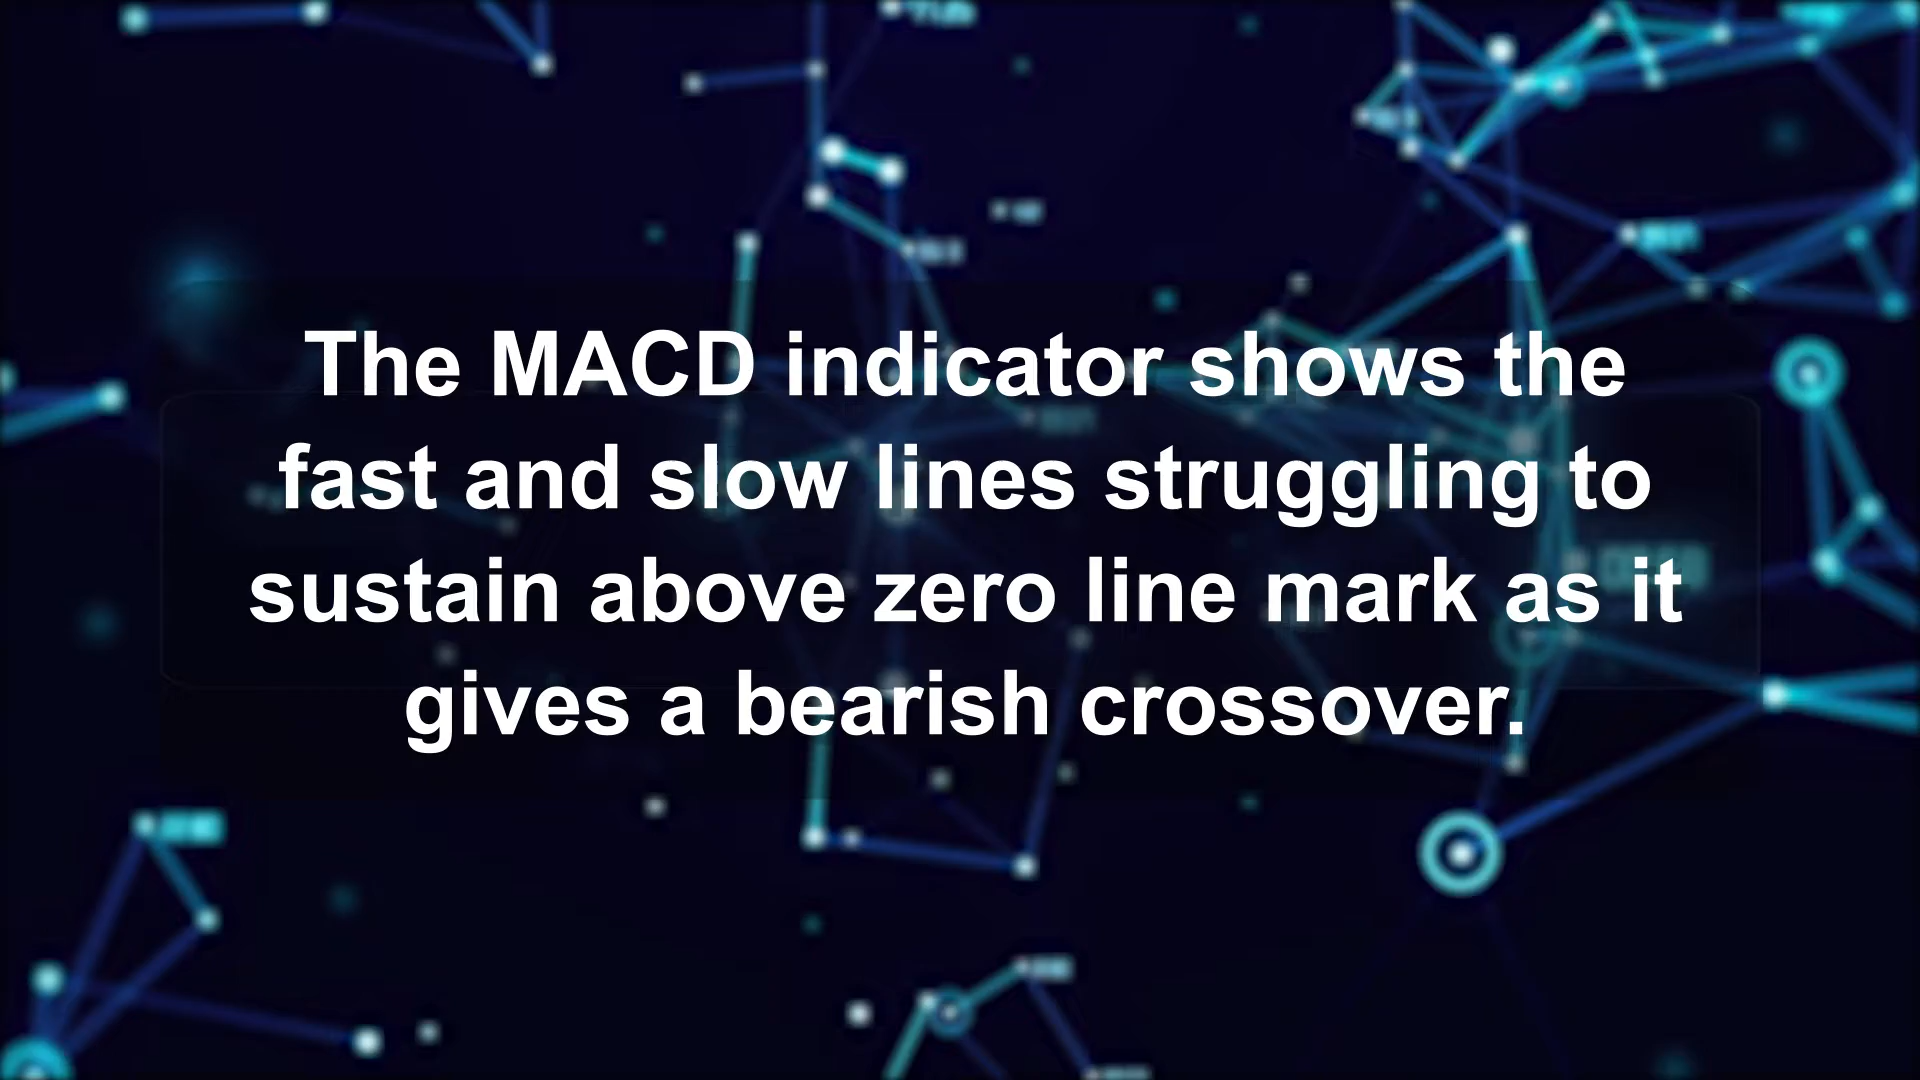 The MACD indicator shows the
fast and slow lines struggling to
sustain above zero line mark as it
gives a bearish crossover.